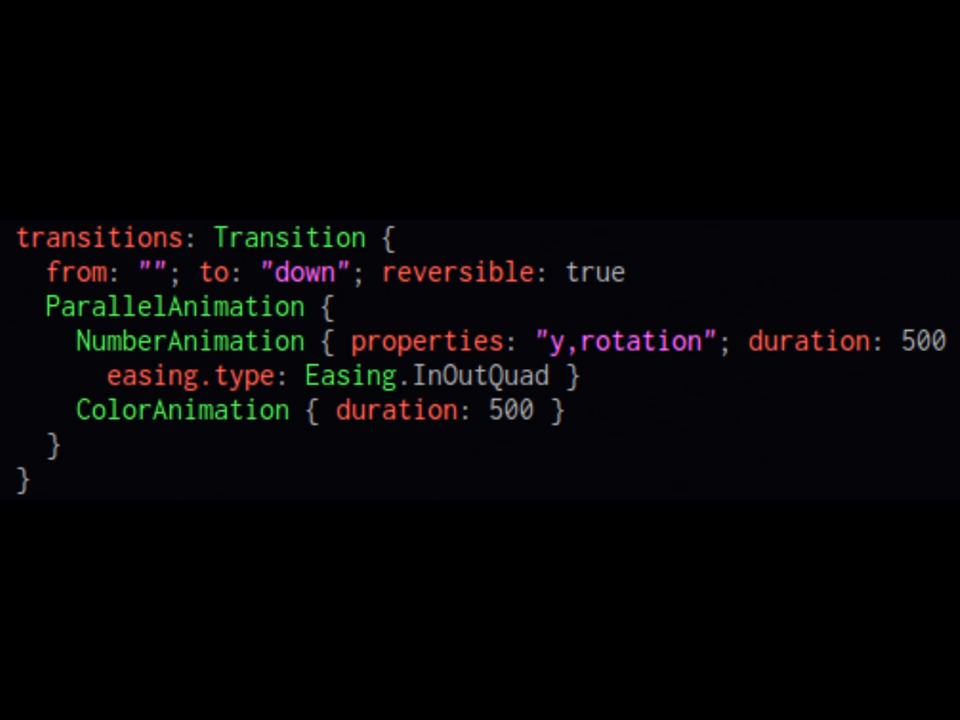 transitions: Transition {
  from: ""; to: "down"; reversible: true
  ParallelAnimation {
    NumberAnimation { properties: "y,rotation"; duration: 500
      easing.type: Easing.InOutQuad }
    ColorAnimation { duration: 500 }
  }
}